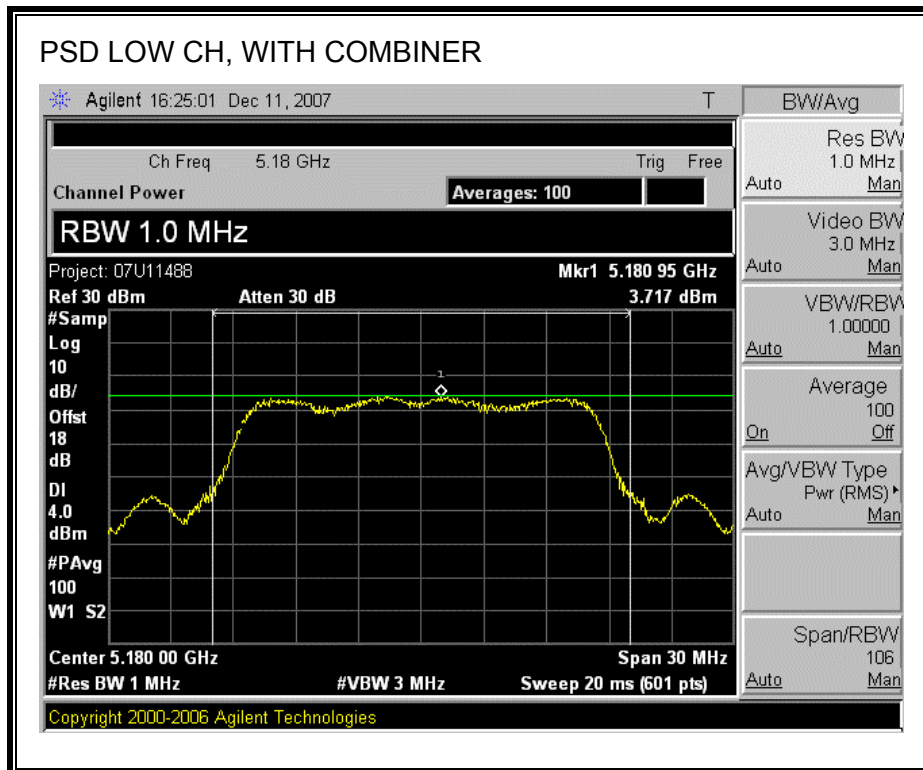 PSD LOW CH, WITH COMBINER
Agilent 16:25:01 Dec 11, 2007 T
Ch Freq 5.18 GHz Trig Free
Channel Power Averages: 100
RBW 1.0 MHz
Project: 07U11488 Mkr1 5.180 95 GHz
Ref 30 dBm Atten 30 dB 3.717 dBm
#Samp
Log
10
dB/
Offst
18
dB
DI
4.0
dBm
#PAvg
100
W1 S2
1
Center 5.180 00 GHz Span 30 MHz
#Res BW 1 MHz #VBW 3 MHz Sweep 20 ms (601 pts)
Copyright 2000-2006 Agilent Technologies
BW/Avg
Res BW
1.0 MHz
Auto Man
Video BW
3.0 MHz
Auto Man
VBW/RBW
1.00000
Auto Man
Average
100
On Off
Avg/VBW Type
Pwr (RMS)
Auto Man
Span/RBW
106
Auto Man